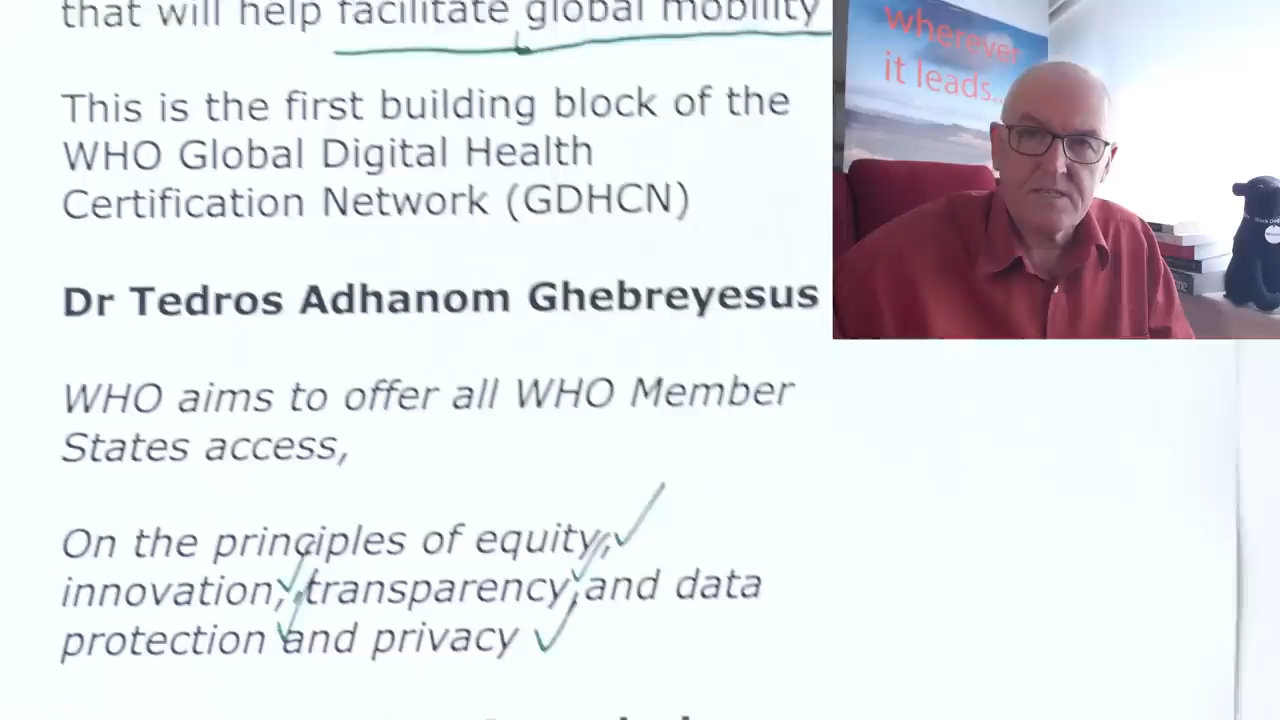 that will help facilitate global mobility
This is the first building block of the
WHO Global Digital Health
Certification Network (GDHCN)
Dr Tedros Adhanom Ghebreyesus
WHO aims to offer all WHO Member
States access,
On the principles of equity,
innovation, transparency, and data
protection and privacy
wherever
it leads...